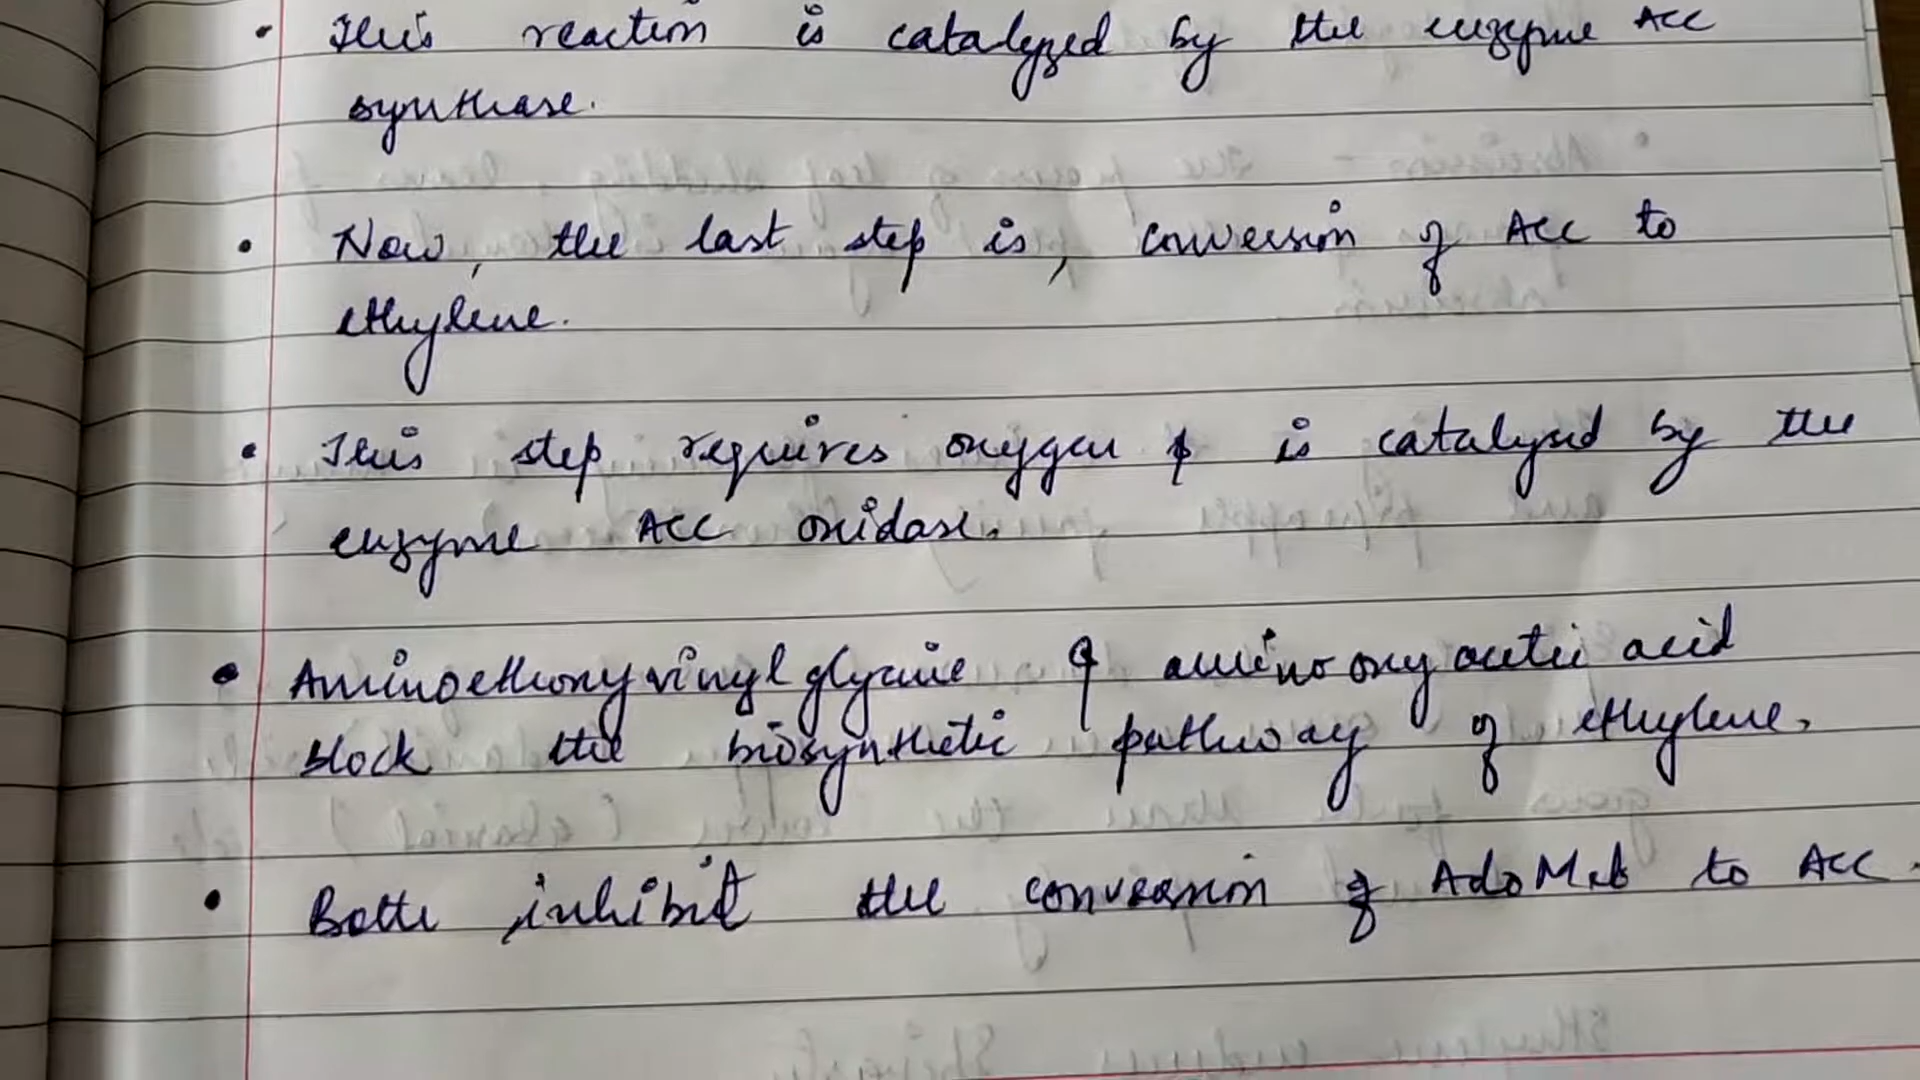 • This reaction is catalyzed by the enzyme ACC
synthase.
• Now, the last step is, conversion of ACC to
ethylene.
• This step requires oxygen & is catalysed by the
enzyme ACC oxidase.
• Aminoethoxyvinylglycine & aminooxyacetic acid
block the biosynthetic pathway of ethylene.
• Both inhibit the conversion of AdoMet to ACC.